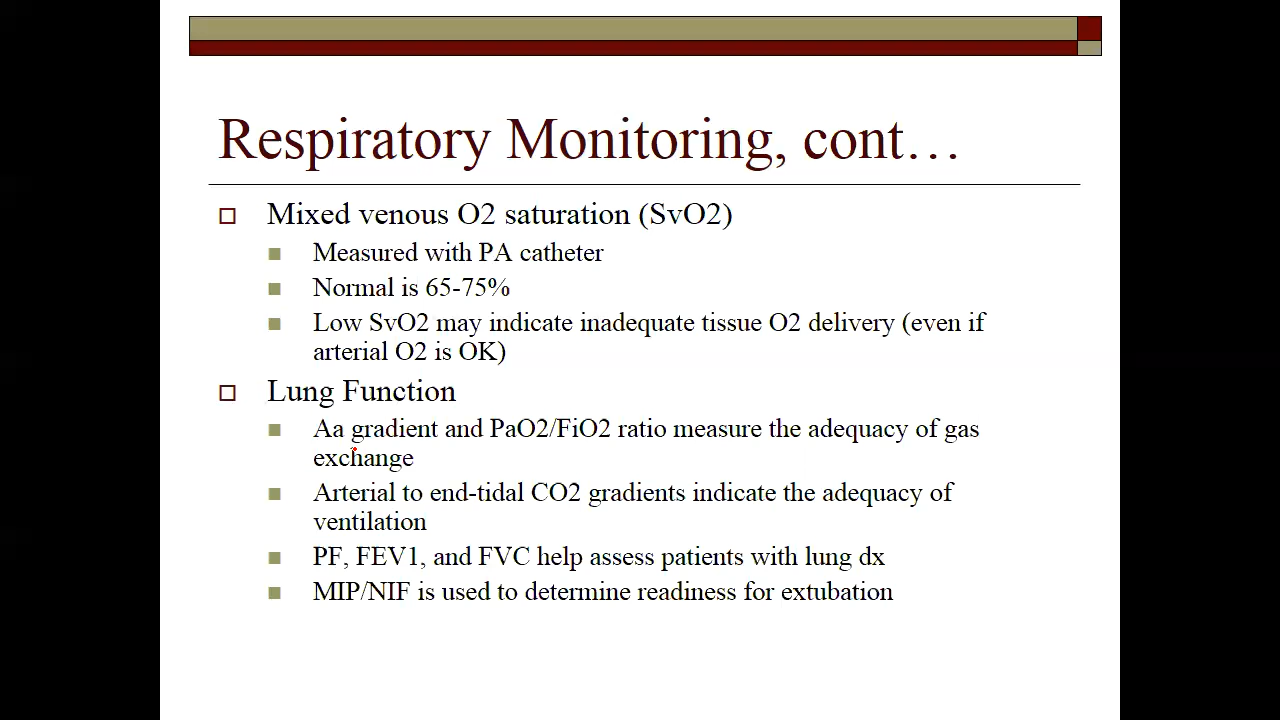 Respiratory Monitoring, cont…
Mixed venous O2 saturation (SvO2)
Measured with PA catheter
Normal is 65-75%
Low SvO2 may indicate inadequate tissue O2 delivery (even if
arterial O2 is OK)
Lung Function
Aa gradient and PaO2/FiO2 ratio measure the adequacy of gas
exchange
Arterial to end-tidal CO2 gradients indicate the adequacy of
ventilation
PF, FEV1, and FVC help assess patients with lung dx
MIP/NIF is used to determine readiness for extubation